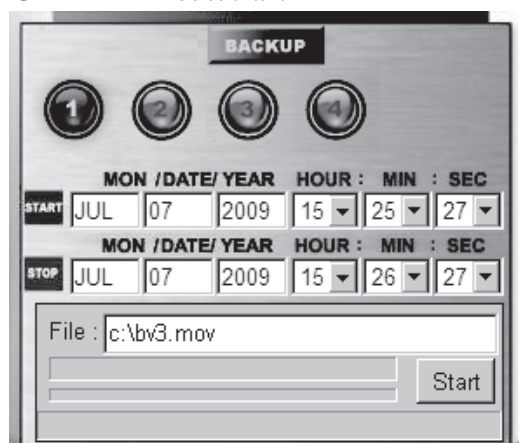 BACKUP
1 2 3 4
MON /DATE/ YEAR HOUR : MIN : SEC
START JUL 07 2009 15 25 27
MON /DATE/ YEAR HOUR : MIN : SEC
STOP JUL 07 2009 15 26 27
File : c:\bv3.mov
Start